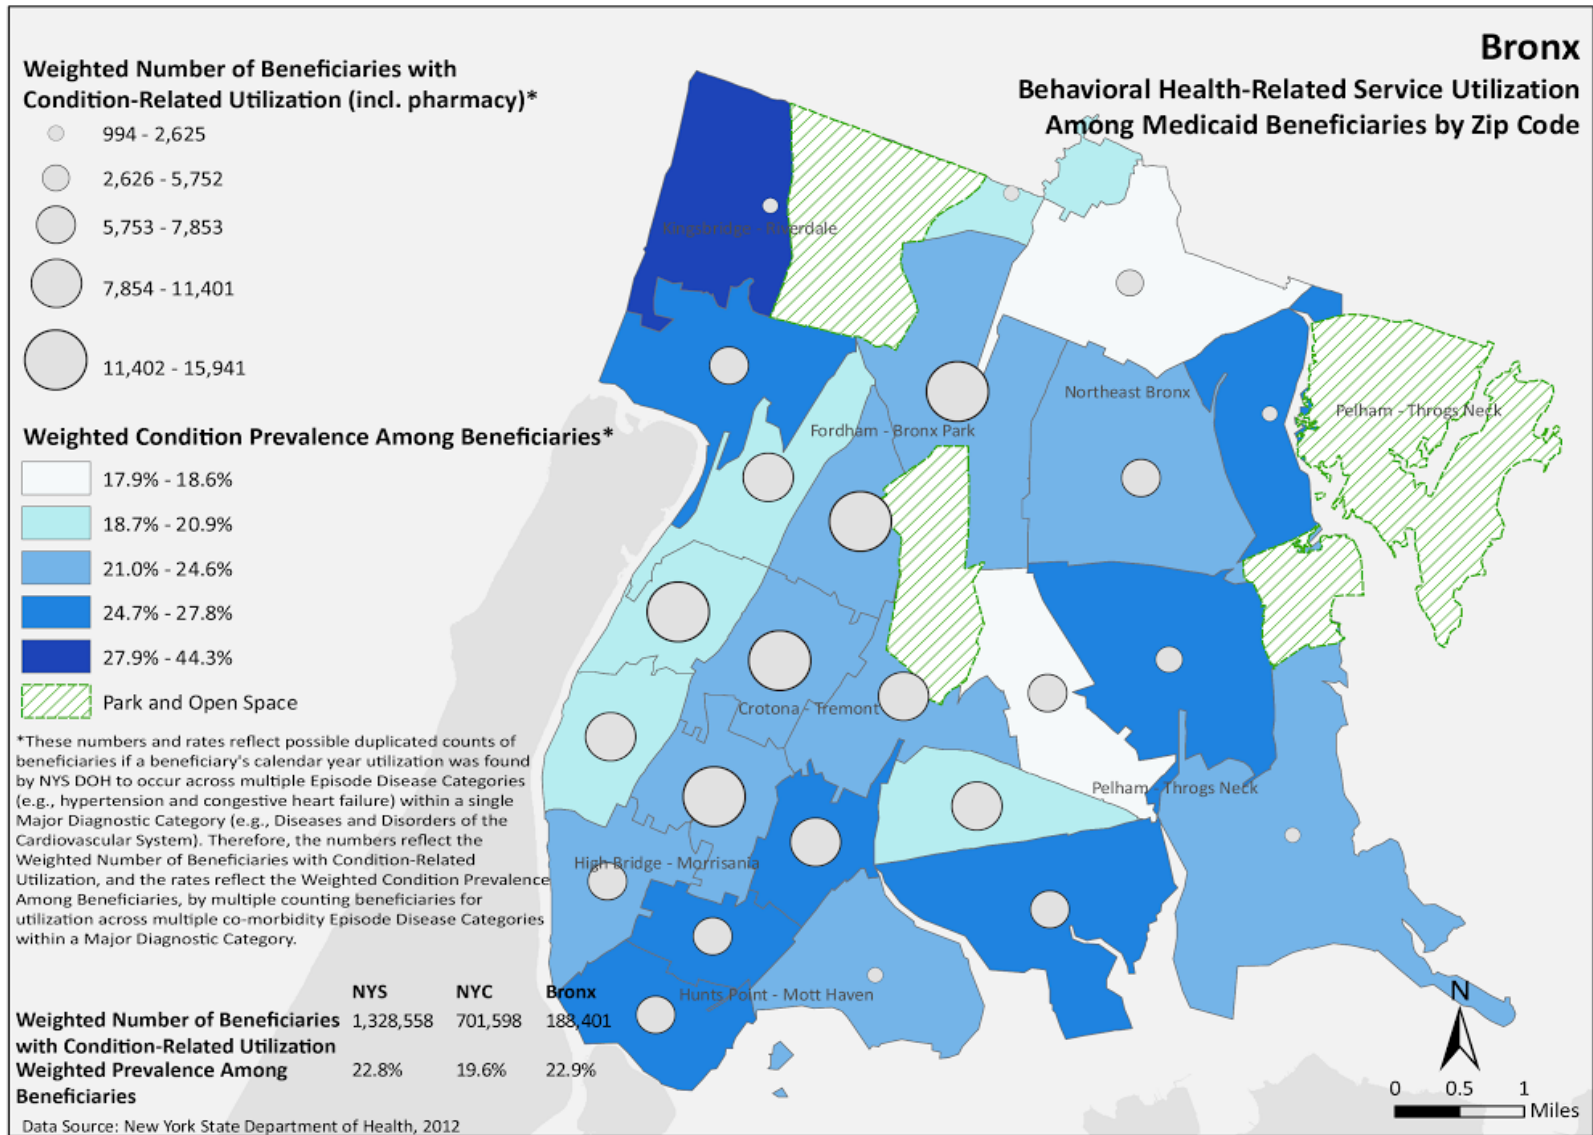 Bronx
Behavioral Health-Related Service Utilization
Among Medicaid Beneficiaries by Zip Code
Weighted Number of Beneficiaries with
Condition-Related Utilization (incl. pharmacy)*
994 - 2,625
2,626 - 5,752
5,753 - 7,853
7,854 - 11,401
11,402 - 15,941
Weighted Condition Prevalence Among Beneficiaries*
17.9% - 18.6%
18.7% - 20.9%
21.0% - 24.6%
24.7% - 27.8%
27.9% - 44.3%
Park and Open Space
*These numbers and rates reflect possible duplicated counts of
beneficiaries if a beneficiary's calendar year utilization was found
by NYS DOH to occur across multiple Episode Disease Categories
(e.g., hypertension and congestive heart failure) within a single
Major Diagnostic Category (e.g., Diseases and Disorders of the
Cardiovascular System). Therefore, the numbers reflect the
Weighted Number of Beneficiaries with Condition-Related
Utilization, and the rates reflect the Weighted Condition Prevalence
Among Beneficiaries, by multiple counting beneficiaries for
utilization across multiple co-morbidity Episode Disease Categories
within a Major Diagnostic Category.
NYS NYC Bronx
Weighted Number of Beneficiaries 1,328,558 701,598 188,401
with Condition-Related Utilization
Weighted Prevalence Among 22.8% 19.6% 22.9%
Beneficiaries
Data Source: New York State Department of Health, 2012
Kingsbridge - Riverdale
Northeast Bronx
Pelham - Throgs Neck
Fordham - Bronx Park
Crotona - Tremont
Pelham - Throgs Neck
High Bridge - Morrisania
Hunts Point - Mott Haven
N
0 0.5 1
Miles